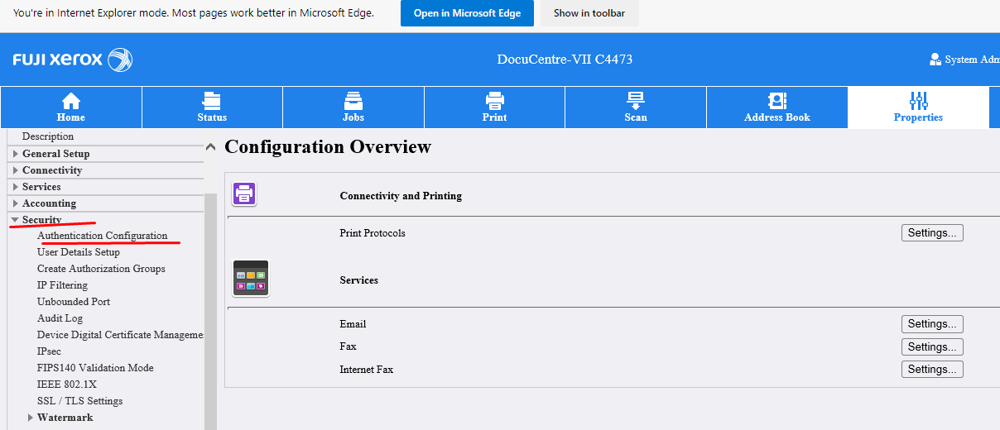 You're in Internet Explorer mode. Most pages work better in Microsoft Edge. Open in Microsoft Edge Show in toolbar
FUJI XEROX DocuCentre-VII C4473 System Adm
Home Status Jobs Print Scan Address Book Properties
Description
General Setup
Connectivity
Services
Accounting
Security
Authentication Configuration
User Details Setup
Create Authorization Groups
IP Filtering
Unbounded Port
Audit Log
Device Digital Certificate Manageme
IPsec
FIPS140 Validation Mode
IEEE 802.1X
SSL / TLS Settings
Watermark
Configuration Overview
Connectivity and Printing
Print Protocols Settings...
Services
Email Settings...
Fax Settings...
Internet Fax Settings...